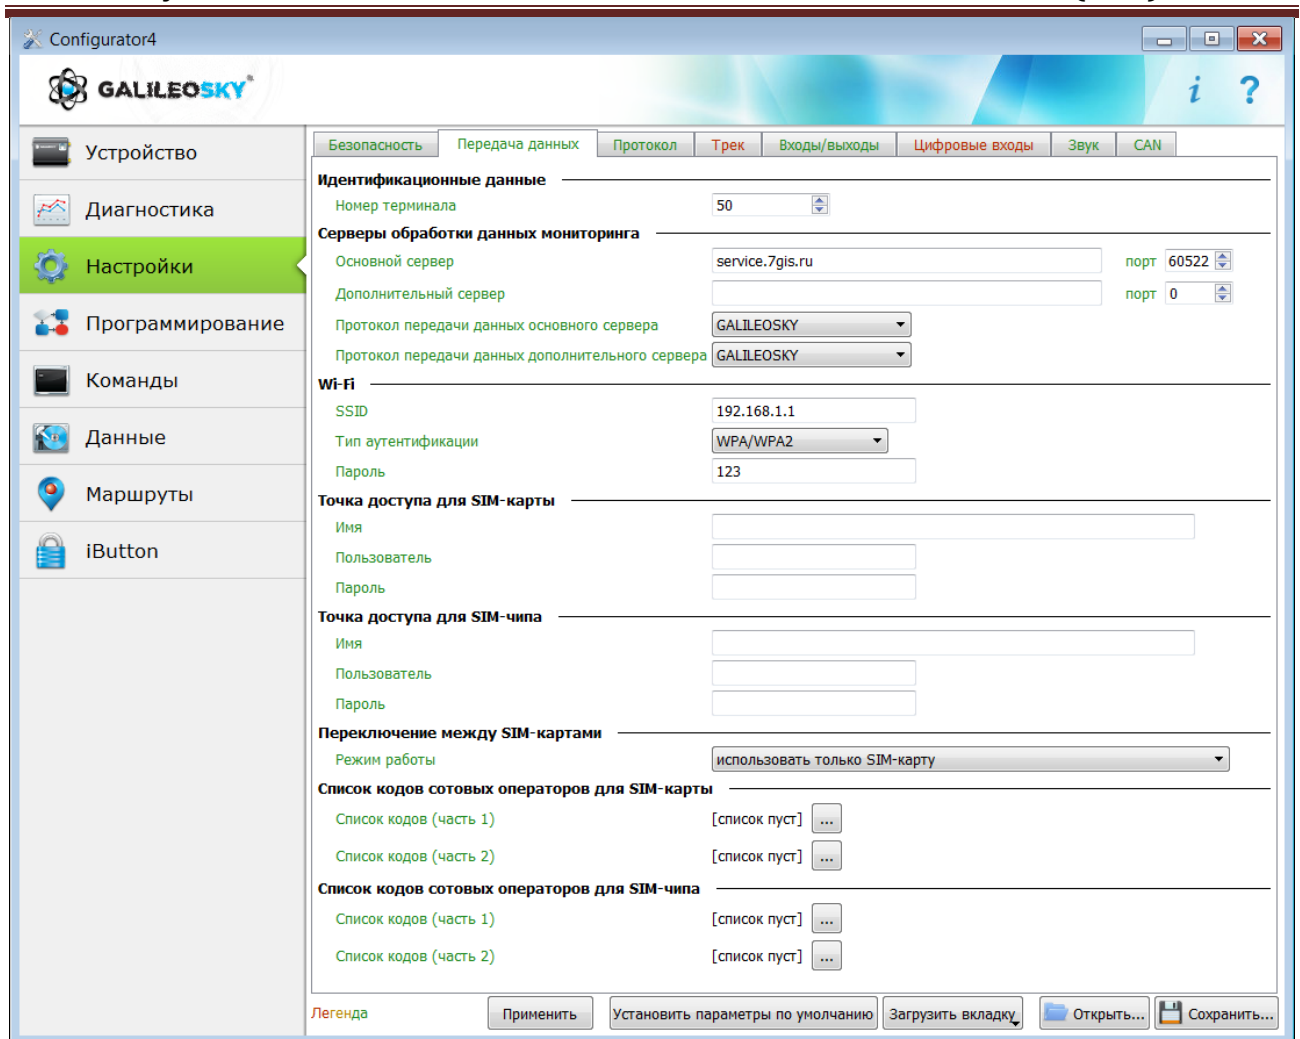 Configurator4
GALILEOSKY
i ?
Устройство
Диагностика
Настройки
Программирование
Команды
Данные
Маршруты
iButton
Безопасность Передача данных Протокол Трек Входы/выходы Цифровые входы Звук CAN
Идентификационные данные
Номер терминала 50
Серверы обработки данных мониторинга
Основной сервер service.7gis.ru порт 60522
Дополнительный сервер порт 0
Протокол передачи данных основного сервера GALILEOSKY
Протокол передачи данных дополнительного сервера GALILEOSKY
Wi-Fi
SSID 192.168.1.1
Тип аутентификации WPA/WPA2
Пароль 123
Точка доступа для SIM-карты
Имя
Пользователь
Пароль
Точка доступа для SIM-чипа
Имя
Пользователь
Пароль
Переключение между SIM-картами
Режим работы использовать только SIM-карту
Список кодов сотовых операторов для SIM-карты
Список кодов (часть 1) [список пуст] ...
Список кодов (часть 2) [список пуст] ...
Список кодов сотовых операторов для SIM-чипа
Список кодов (часть 1) [список пуст] ...
Список кодов (часть 2) [список пуст] ...
Легенда Применить Установить параметры по умолчанию Загрузить вкладку Открыть... Сохранить...